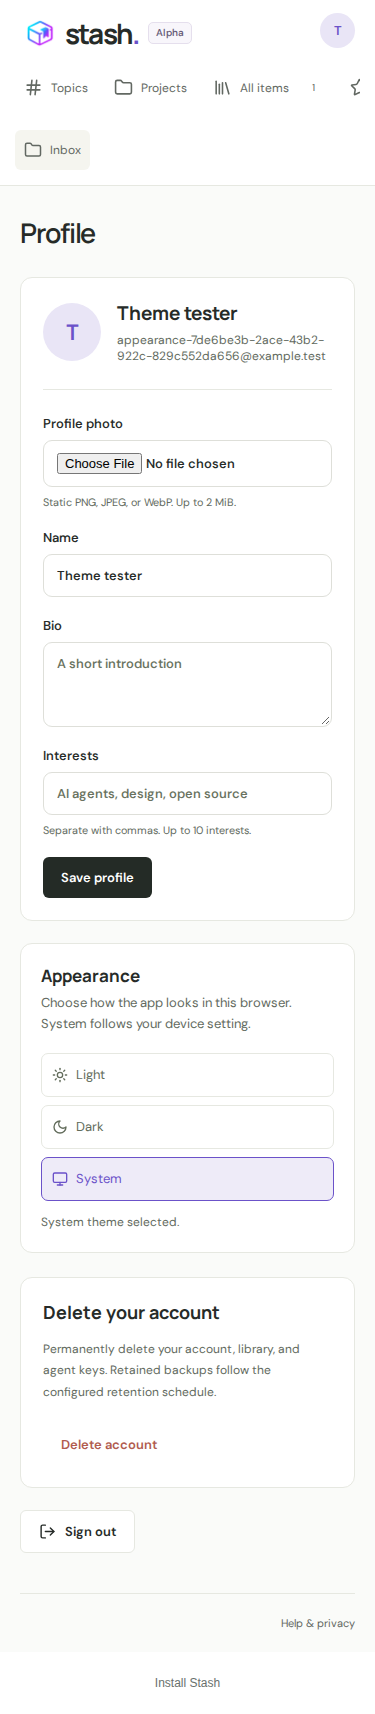 stash.
Alpha
T
Topics
Projects
All items
1
Inbox
Profile
T
Theme tester
appearance-7de6be3b-2ace-43b2-
922c-829c552da656@example.test
Profile photo
Choose File No file chosen
Static PNG, JPEG, or WebP. Up to 2 MiB.
Name
Theme tester
Bio
A short introduction
Interests
AI agents, design, open source
Separate with commas. Up to 10 interests.
Save profile
Appearance
Choose how the app looks in this browser.
System follows your device setting.
Light
Dark
System
System theme selected.
Delete your account
Permanently delete your account, library, and
agent keys. Retained backups follow the
configured retention schedule.
Delete account
Sign out
Help & privacy
Install Stash